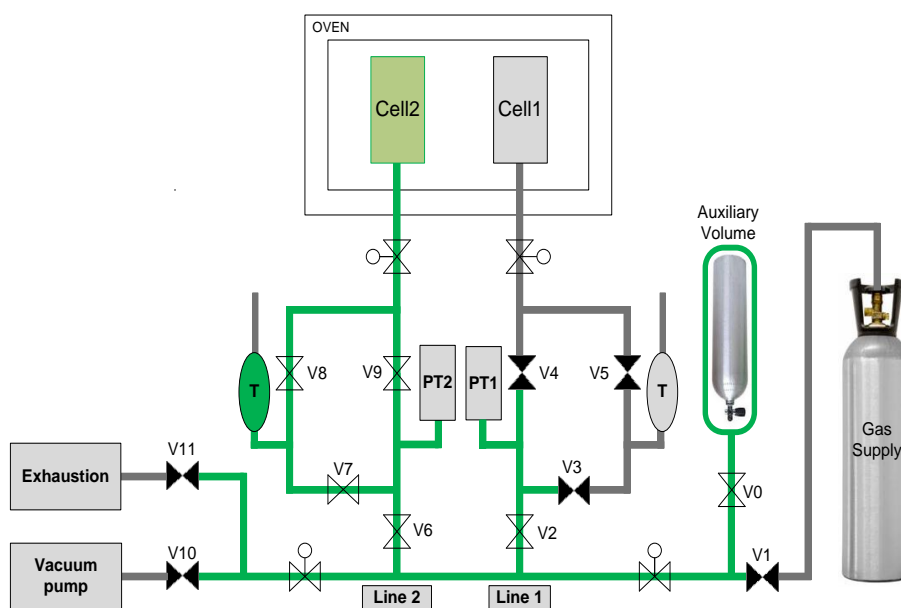 OVEN
Cell2
Cell1
Auxiliary
Volume
V8
V9
PT2
PT1
V4
V5
T
T
Gas
Supply
V11
Exhaustion
V7
V3
V0
V6
V2
V10
V1
Vacuum
pump
Line 2
Line 1